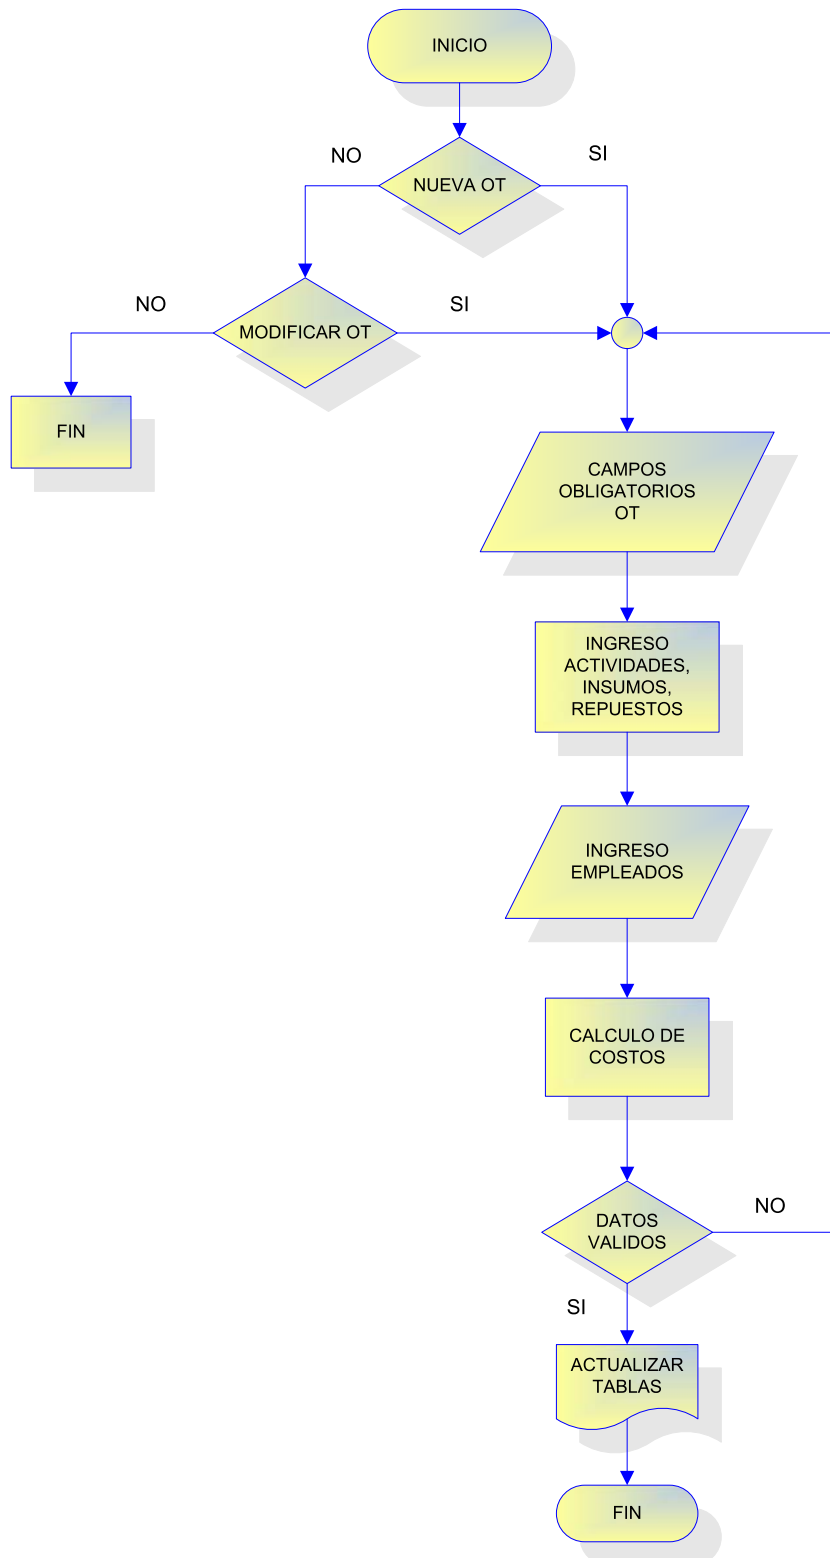 INICIO
NO
SI
NUEVA OT
NO
SI
MODIFICAR OT
FIN
CAMPOS
OBLIGATORIOS
OT
INGRESO
ACTIVIDADES,
INSUMOS,
REPUESTOS
INGRESO
EMPLEADOS
CALCULO DE
COSTOS
DATOS
VALIDOS
NO
SI
ACTUALIZAR
TABLAS
FIN